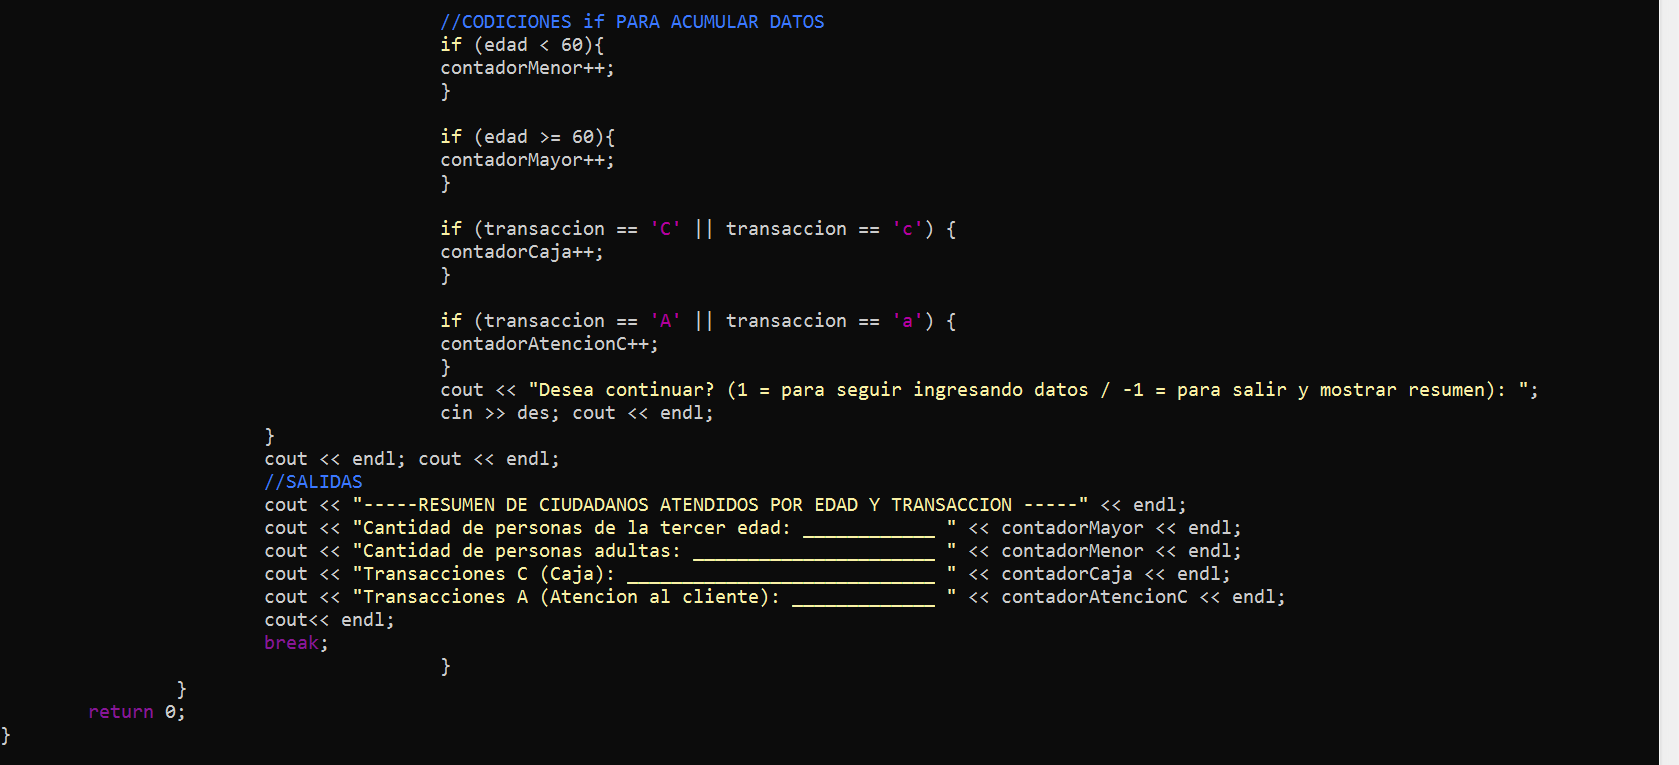 //CODICIONES if PARA ACUMULAR DATOS
if (edad < 60){
contadorMenor++;
}
if (edad >= 60){
contadorMayor++;
}
if (transaccion == 'C' || transaccion == 'c') {
contadorCaja++;
}
if (transaccion == 'A' || transaccion == 'a') {
contadorAtencionC++;
}
cout << "Desea continuar? (1 = para seguir ingresando datos / -1 = para salir y mostrar resumen): ";
cin >> des; cout << endl;
}
cout << endl; cout << endl;
//SALIDAS
cout << "-----RESUMEN DE CIUDADANOS ATENDIDOS POR EDAD Y TRANSACCION -----" << endl;
cout << "Cantidad de personas de la tercer edad: ____________ " << contadorMayor << endl;
cout << "Cantidad de personas adultas: ______________________ " << contadorMenor << endl;
cout << "Transacciones C (Caja): ____________________________ " << contadorCaja << endl;
cout << "Transacciones A (Atencion al cliente): _____________ " << contadorAtencionC << endl;
cout<< endl;
break;
}
}
return 0;
}